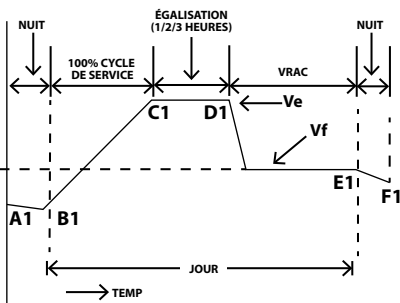 NUIT
ÉGALISATION
(1/2/3 HEURES)
NUIT
100% CYCLE
DE SERVICE
VRAC
C1
D1
Ve
Vf
A1
B1
E1
F1
JOUR
TEMP